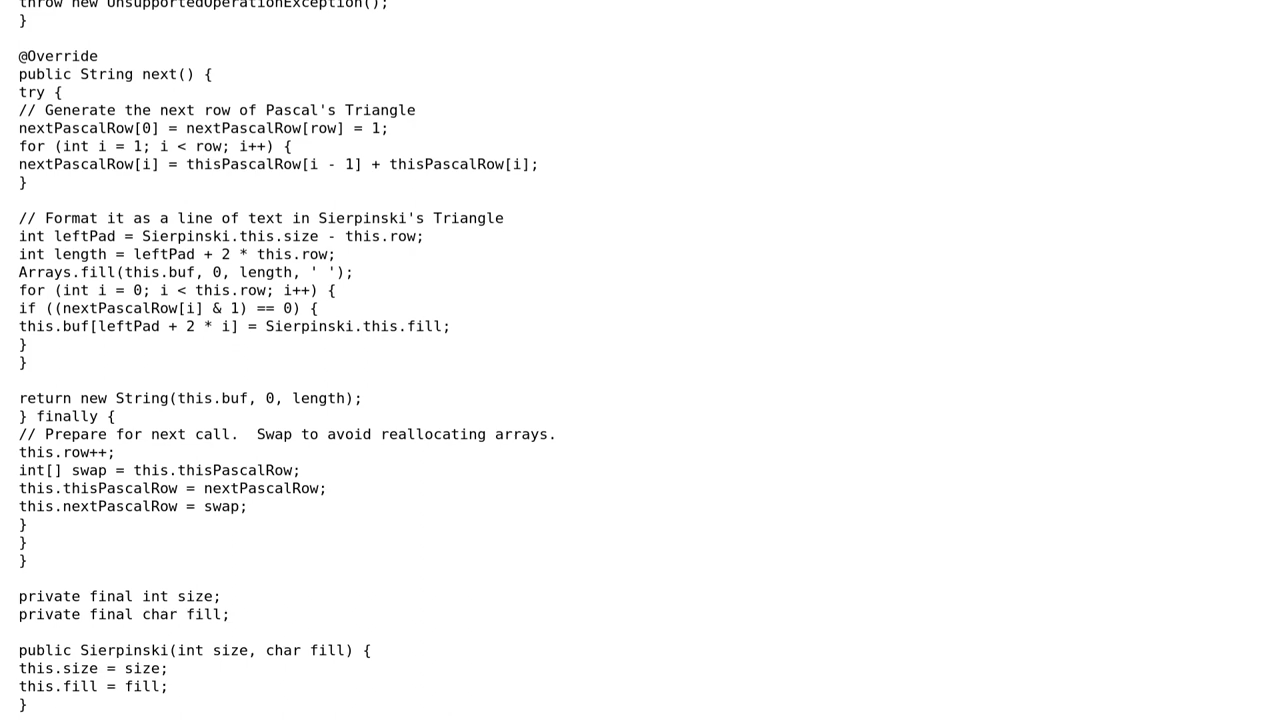 throw new UnsupportedOperationException();
}

@Override
public String next() {
try {
// Generate the next row of Pascal's Triangle
nextPascalRow[0] = nextPascalRow[row] = 1;
for (int i = 1; i < row; i++) {
nextPascalRow[i] = thisPascalRow[i - 1] + thisPascalRow[i];
}

// Format it as a line of text in Sierpinski's Triangle
int leftPad = Sierpinski.this.size - this.row;
int length = leftPad + 2 * this.row;
Arrays.fill(this.buf, 0, length, ' ');
for (int i = 0; i < this.row; i++) {
if ((nextPascalRow[i] & 1) == 0) {
this.buf[leftPad + 2 * i] = Sierpinski.this.fill;
}
}

return new String(this.buf, 0, length);
} finally {
// Prepare for next call.  Swap to avoid reallocating arrays.
this.row++;
int[] swap = this.thisPascalRow;
this.thisPascalRow = nextPascalRow;
this.nextPascalRow = swap;
}
}
}

private final int size;
private final char fill;

public Sierpinski(int size, char fill) {
this.size = size;
this.fill = fill;
}